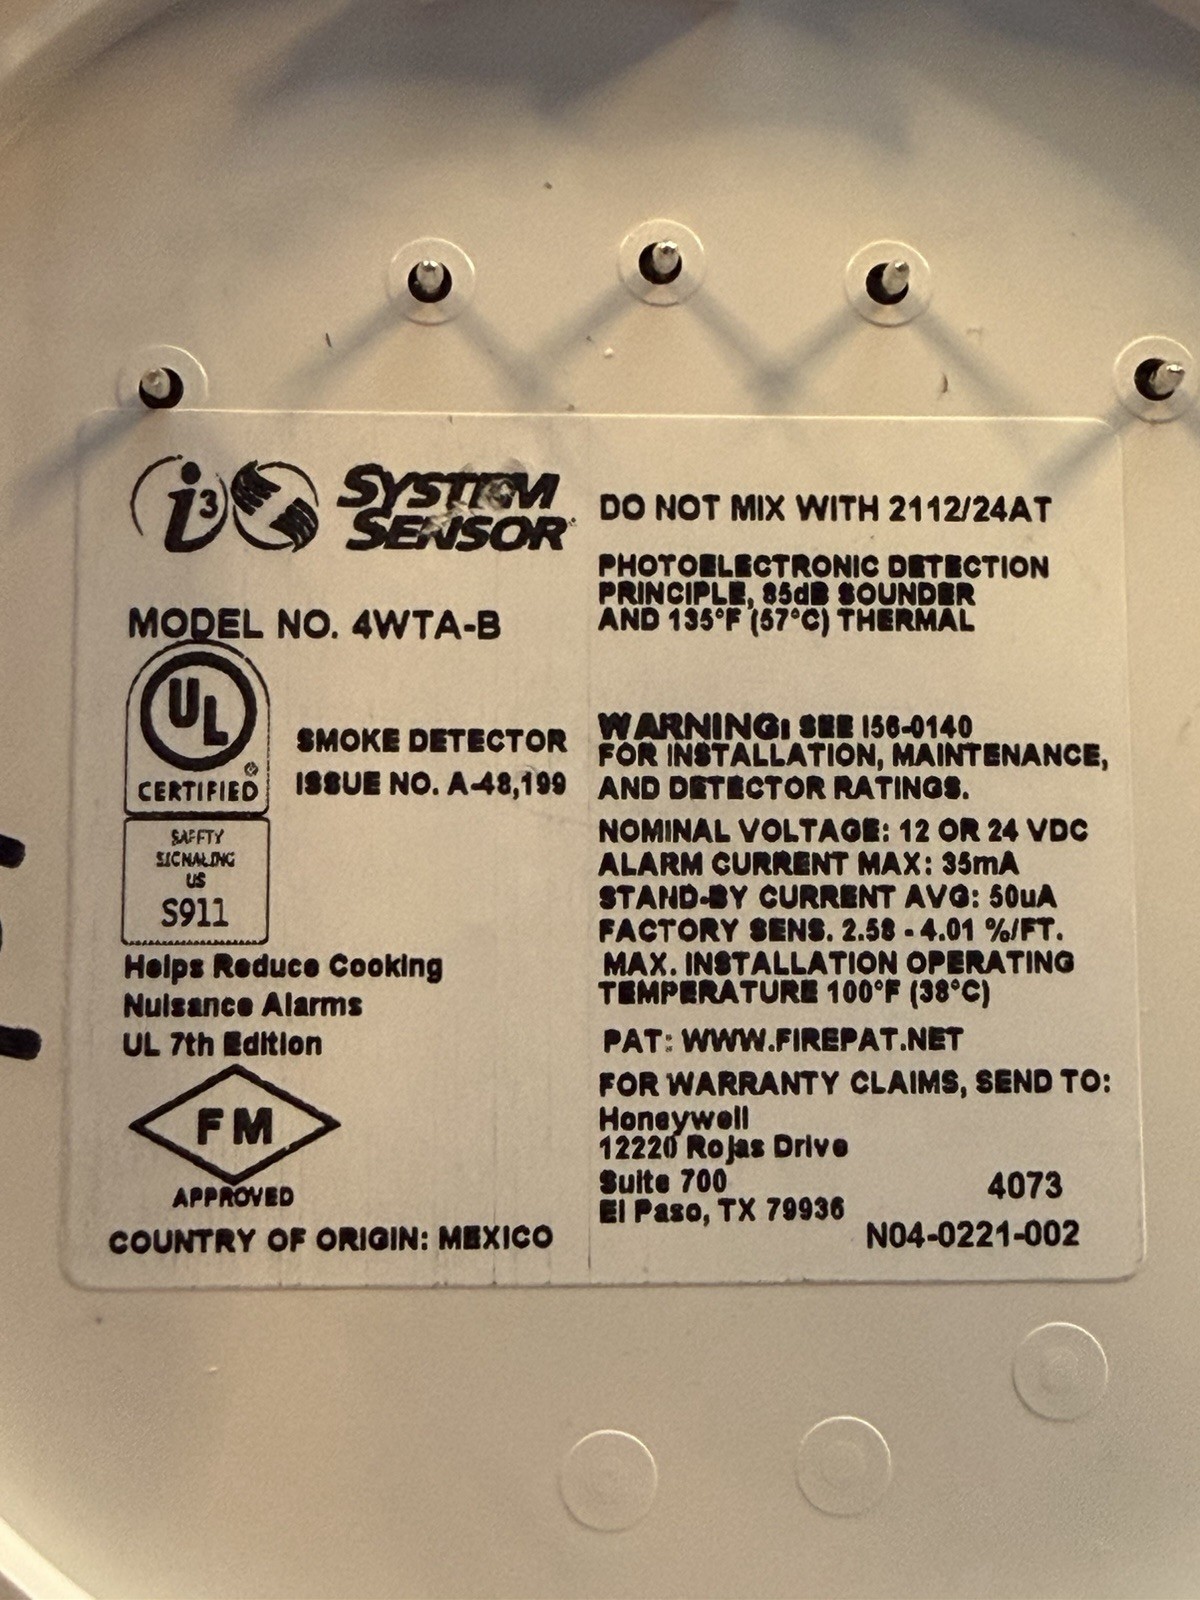 i3 SYSTEM
SENSOR
MODEL NO. 4WTA-B
UL
CERTIFIED
SAFFTY
SIGNALING
US
S911
SMOKE DETECTOR
ISSUE NO. A-48,199
Helps Reduce Cooking
Nuisance Alarms
UL 7th Edition
FM
APPROVED
COUNTRY OF ORIGIN: MEXICO
DO NOT MIX WITH 2112/24AT
PHOTOELECTRONIC DETECTION
PRINCIPLE, 85dB SOUNDER
AND 135°F (57°C) THERMAL
WARNING: SEE I56-0140
FOR INSTALLATION, MAINTENANCE,
AND DETECTOR RATINGS.
NOMINAL VOLTAGE: 12 OR 24 VDC
ALARM CURRENT MAX: 35mA
STAND-BY CURRENT AVG: 50uA
FACTORY SENS. 2.58 - 4.01 %/FT.
MAX. INSTALLATION OPERATING
TEMPERATURE 100°F (38°C)
PAT: WWW.FIREPAT.NET
FOR WARRANTY CLAIMS, SEND TO:
Honeywell
12220 Rojas Drive
Suite 700
El Paso, TX 79936
4073
N04-0221-002